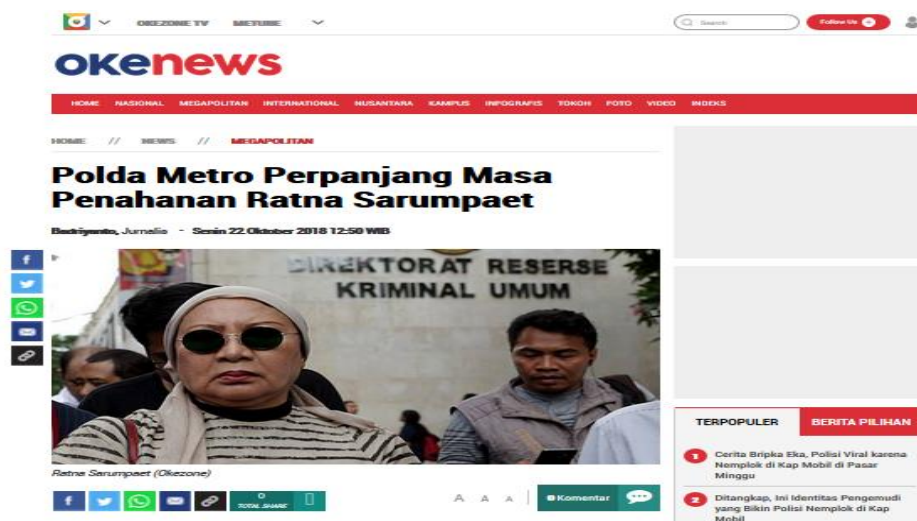 OKEZONE TV METUBE
Search
Follow Us
okenews
HOME NASIONAL MEGAPOLITAN INTERNATIONAL NUSANTARA KAMPUS INFOGRAFIS TOKOH FOTO VIDEO INDEKS
HOME // NEWS // MEGAPOLITAN
Polda Metro Perpanjang Masa
Penahanan Ratna Sarumpaet
Badriyanto, Jurnalis - Senin 22 Oktober 2018 12:50 WIB
DIREKTORAT RESERSE
KRIMINAL UMUM
Ratna Sarumpaet (Okezone)
0
TOTAL SHARE
A A A
Komentar
TERPOPULER BERITA PILIHAN
1 Cerita Bripka Eka, Polisi Viral karena
Nemplok di Kap Mobil di Pasar
Minggu
2 Ditangkap, Ini Identitas Pengemudi
yang Bikin Polisi Nemplok di Kap
Mobil